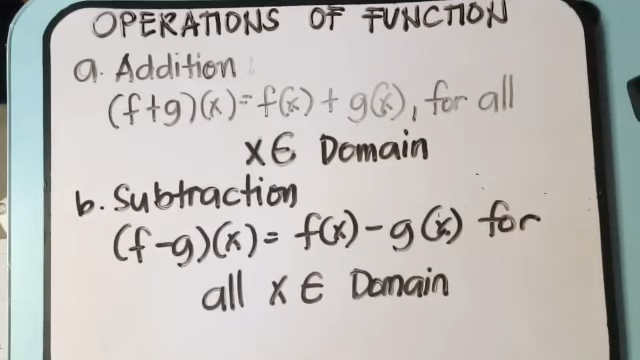 OPERATIONS OF FUNCTION
a. Addition
(f+g)(x)=f(x)+g(x), for all
x∈ Domain
b. Subtraction
(f-g)(x)= f(x)-g(x) for
all x∈ Domain